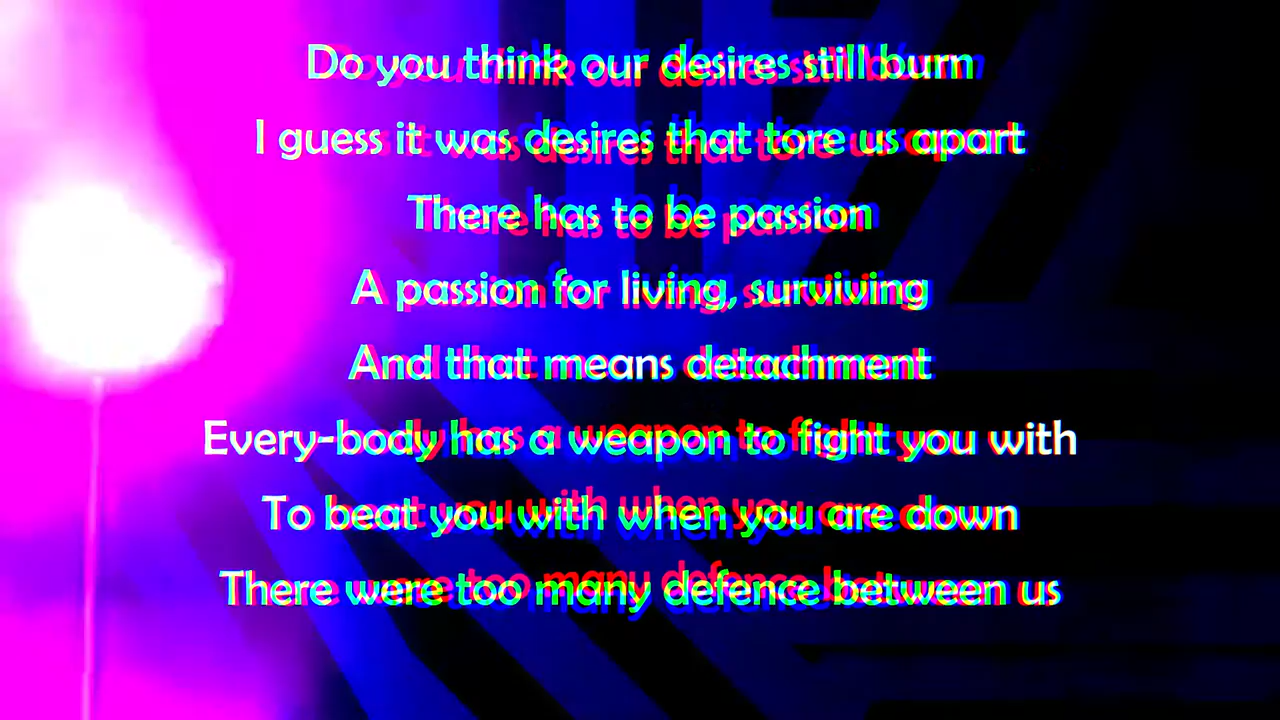 Do you think our desires still burn
I guess it was desires that tore us apart
There has to be passion
A passion for living, surviving
And that means detachment
Every-body has a weapon to fight you with
To beat you with when you are down
There were too many defence between us